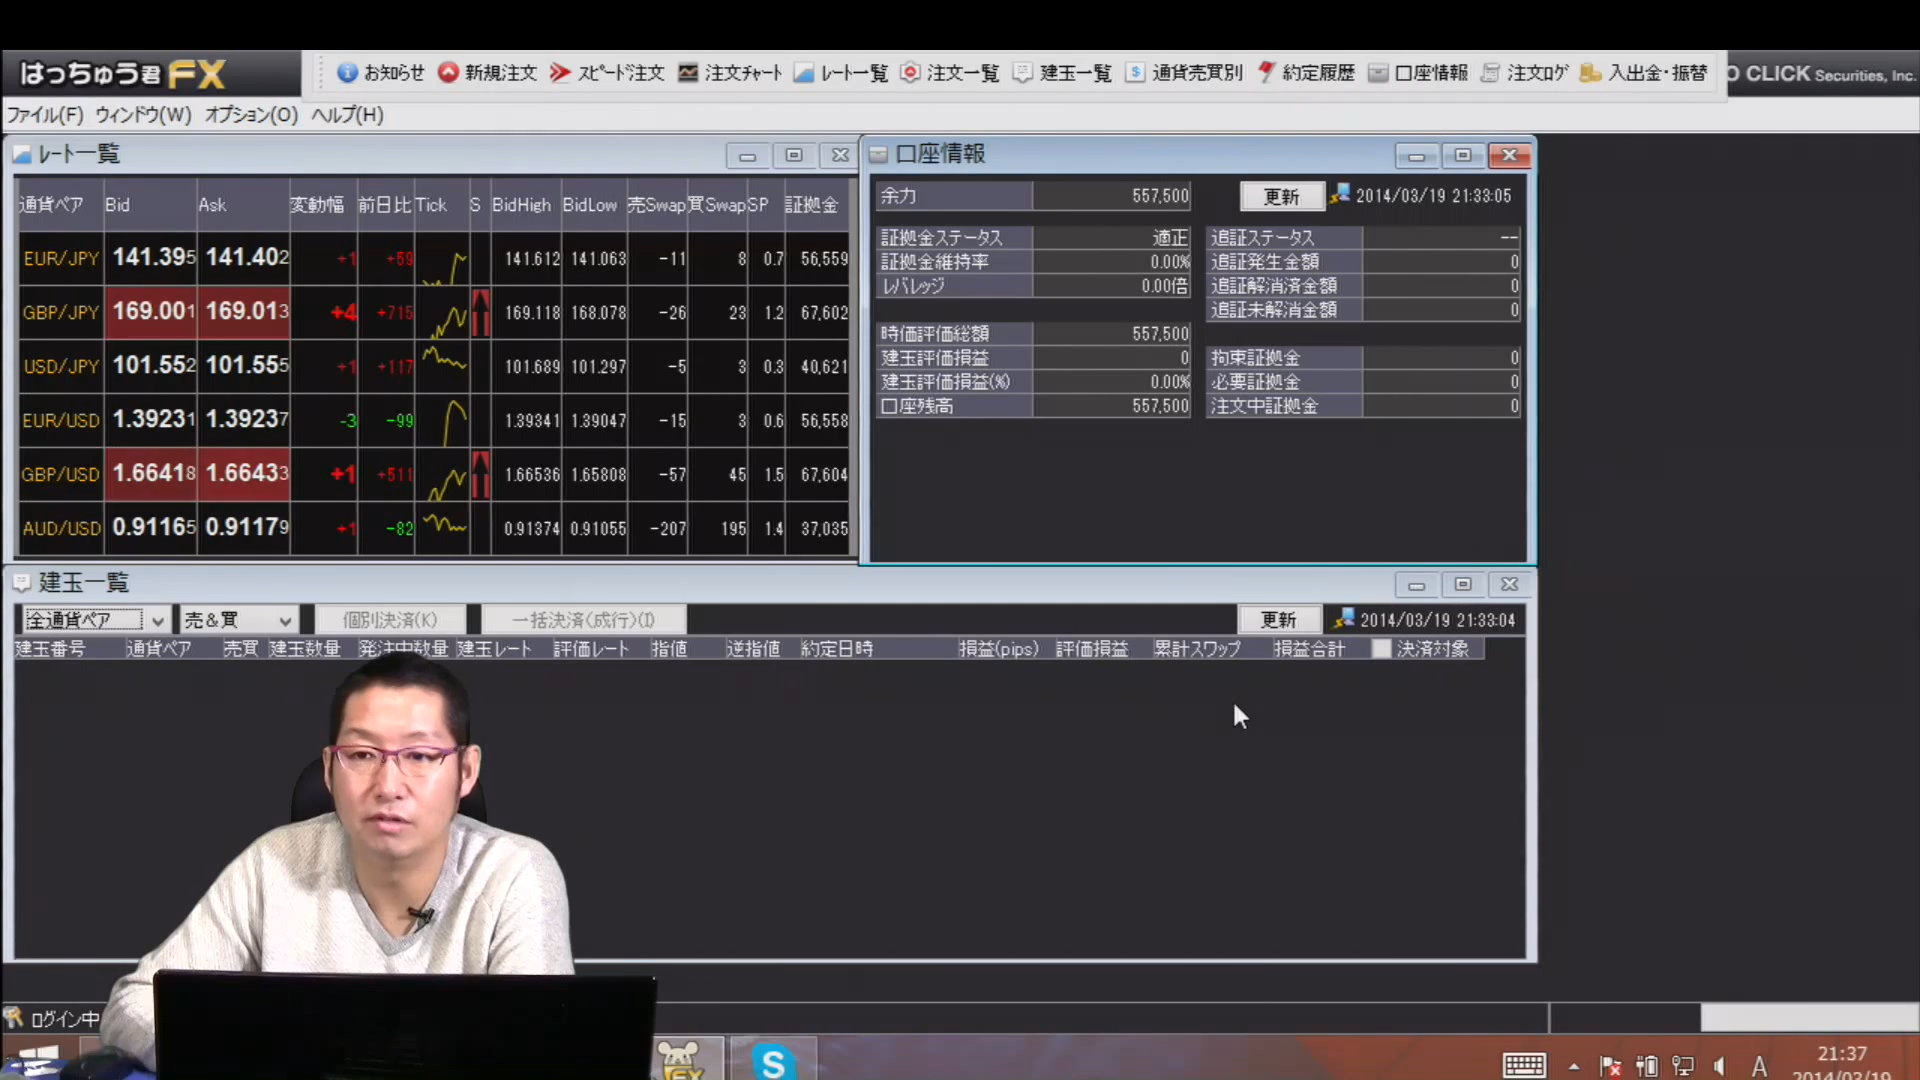 はっちゅう君 FX
お知らせ 新規注文 スピード注文 注文チャート レート一覧 注文一覧 建玉一覧 通貨売買別 約定履歴 口座情報 注文ログ 入出金・振替
CLICK Securities, Inc.
ファイル(F) ウィンドウ(W) オプション(O) ヘルプ(H)
レート一覧
通貨ペア Bid Ask 変動幅 前日比 Tick S BidHigh BidLow 売Swap 買Swap SP 証拠金
EUR/JPY 141.395 141.402 +1 +59 141.612 141.063 -11 8 0.7 56,559
GBP/JPY 169.001 169.013 +4 +715 169.118 168.078 -26 23 1.2 67,602
USD/JPY 101.552 101.555 +1 +117 101.689 101.297 -5 3 0.3 40,621
EUR/USD 1.39231 1.39237 -3 -99 1.39341 1.39047 -15 3 0.6 56,558
GBP/USD 1.66418 1.66433 +1 +511 1.66536 1.65808 -57 45 1.5 67,604
AUD/USD 0.91165 0.91179 +1 -82 0.91374 0.91055 -207 195 1.4 37,035
口座情報
余力 557,500 更新 2014/03/19 21:33:05
証拠金ステータス 適正 追証ステータス --
証拠金維持率 0.00% 追証発生金額 0
レバレッジ 0.00倍 追証解消済金額 0
追証未解消金額 0
時価評価総額 557,500
建玉評価損益 0 拘束証拠金 0
建玉評価損益(%) 0.00% 必要証拠金 0
口座残高 557,500 注文中証拠金 0
建玉一覧
全通貨ペア 売&買 個別決済(K) 一括決済(成行)(I) 更新 2014/03/19 21:33:04
建玉番号 通貨ペア 売買 建玉数量 発注中数量 建玉レート 評価レート 指値 逆指値 約定日時 損益(pips) 評価損益 累計スワップ 損益合計 決済対象
ログイン中
FX
S
A
21:37
2014/03/19